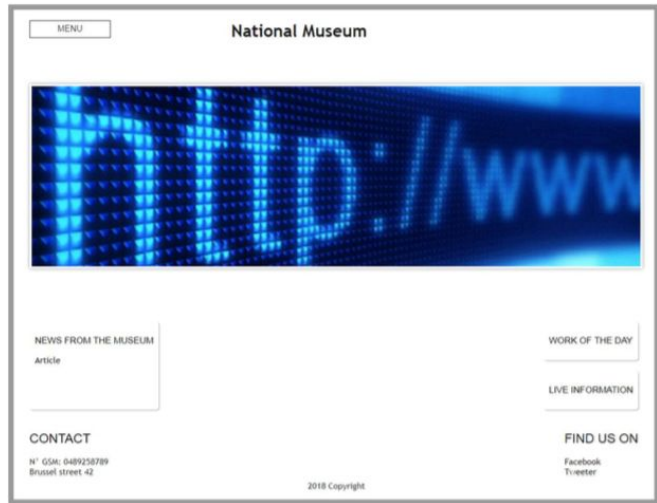 MENU
National Museum
http://www
NEWS FROM THE MUSEUM
Article
WORK OF THE DAY
LIVE INFORMATION
CONTACT
N° GSM: 0489258789
Brussel street 42
FIND US ON
Facebook
Tweeter
2018 Copyright